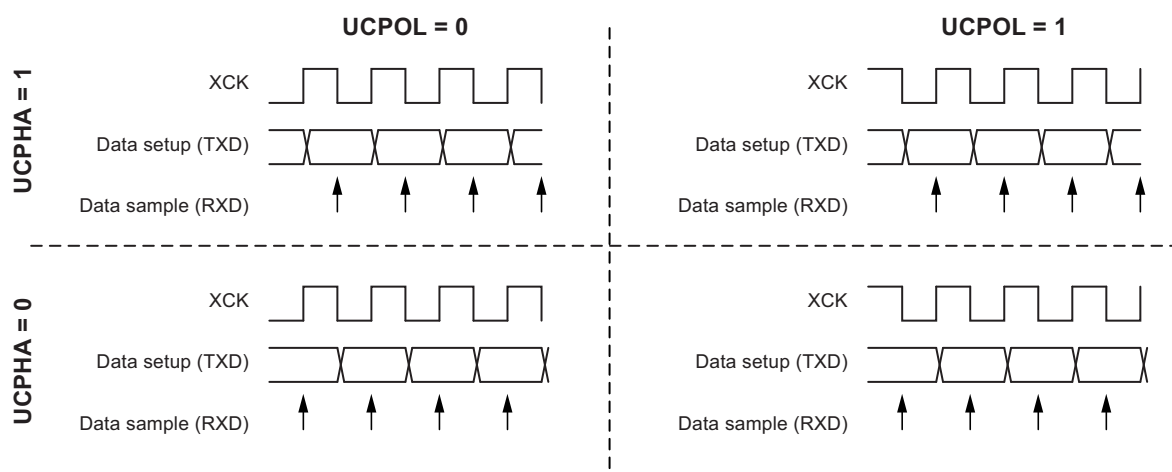 UCPOL = 0
UCPOL = 1
UCPHA = 1
XCK
Data setup (TXD)
Data sample (RXD)
XCK
Data setup (TXD)
Data sample (RXD)
UCPHA = 0
XCK
Data setup (TXD)
Data sample (RXD)
XCK
Data setup (TXD)
Data sample (RXD)